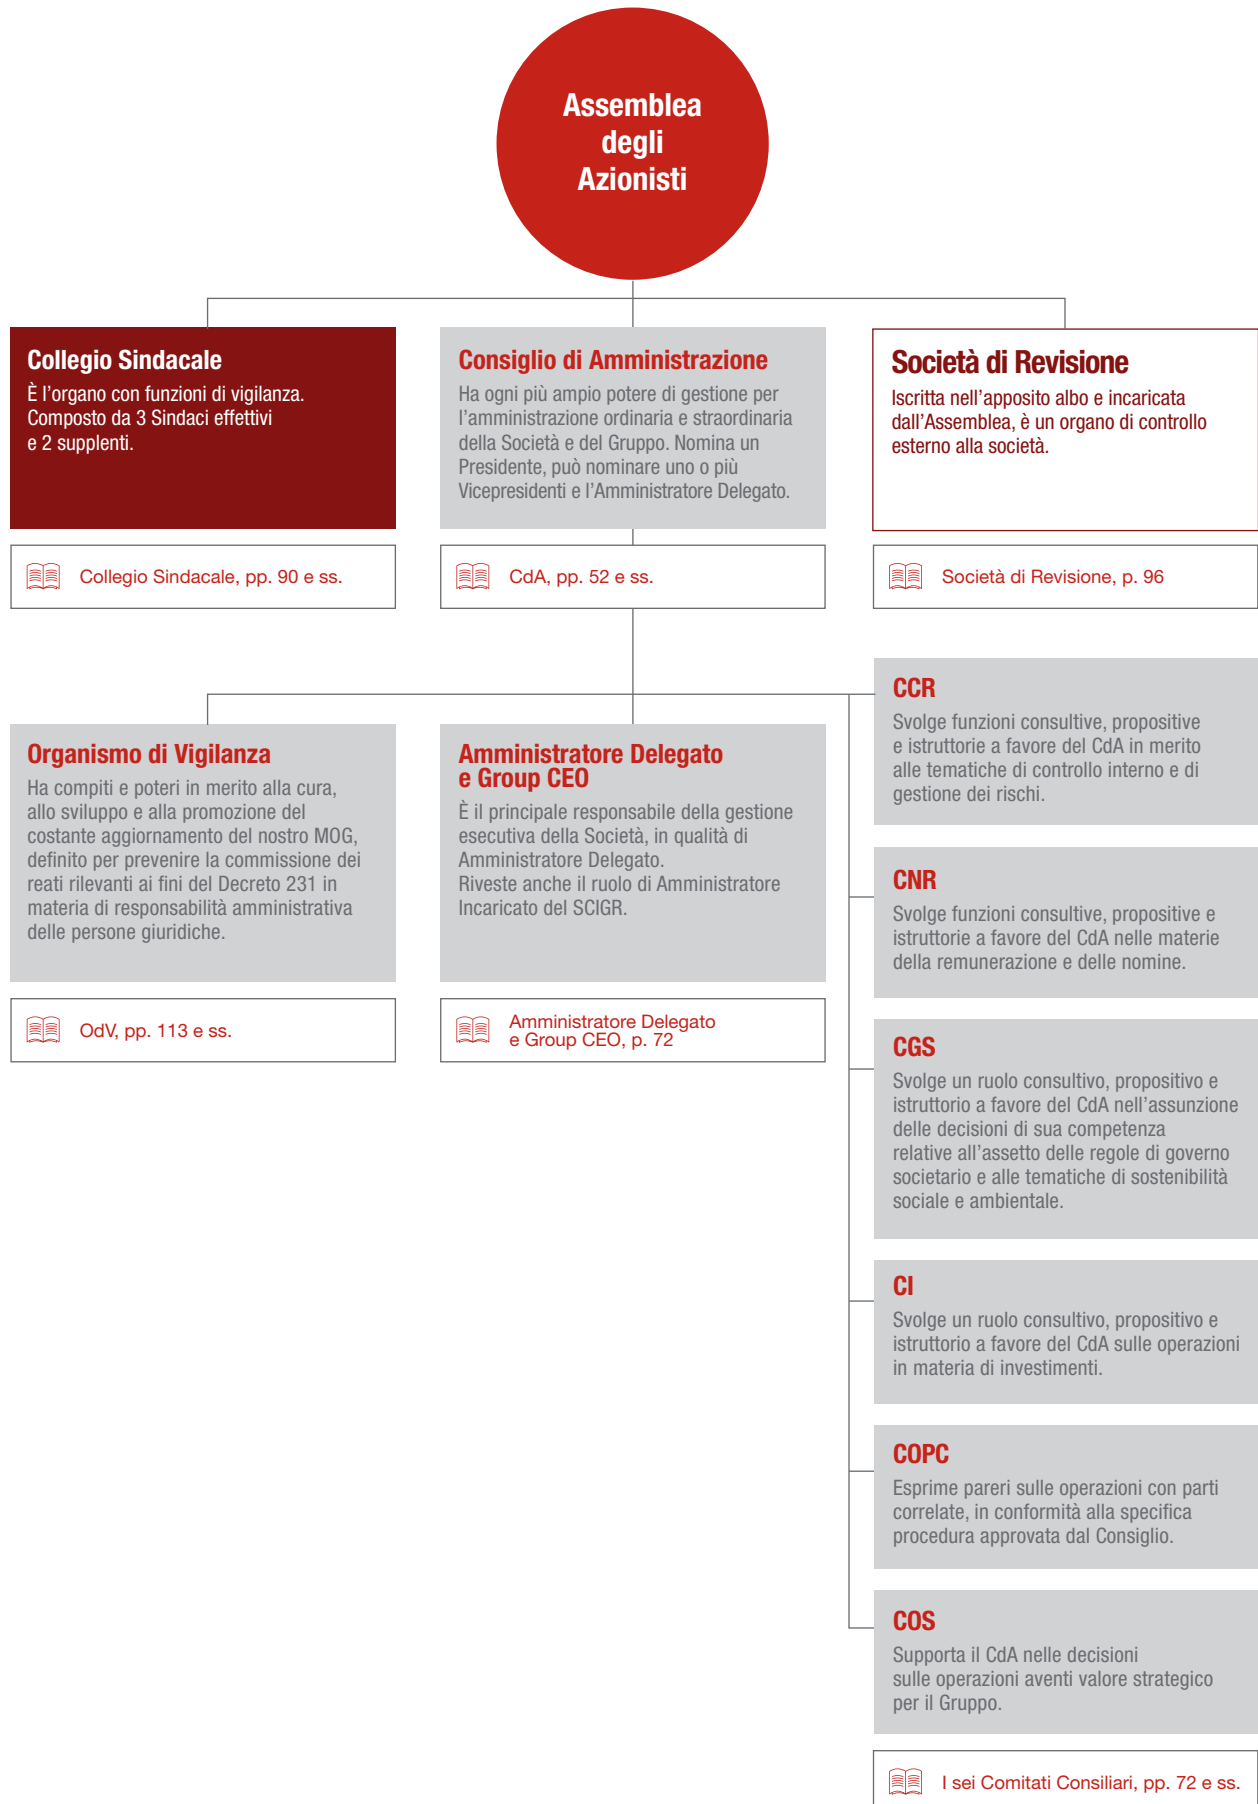 Assemblea
degli
Azionisti
Collegio Sindacale
È l'organo con funzioni di vigilanza.
Composto da 3 Sindaci effettivi
e 2 supplenti.
Collegio Sindacale, pp. 90 e ss.
Consiglio di Amministrazione
Ha ogni più ampio potere di gestione per
l'amministrazione ordinaria e straordinaria
della Società e del Gruppo. Nomina un
Presidente, può nominare uno o più
Vicepresidenti e l'Amministratore Delegato.
CdA, pp. 52 e ss.
Società di Revisione
Iscritta nell'apposito albo e incaricata
dall'Assemblea, è un organo di controllo
esterno alla società.
Società di Revisione, p. 96
Organismo di Vigilanza
Ha compiti e poteri in merito alla cura,
allo sviluppo e alla promozione del
costante aggiornamento del nostro MOG,
definito per prevenire la commissione dei
reati rilevanti ai fini del Decreto 231 in
materia di responsabilità amministrativa
delle persone giuridiche.
OdV, pp. 113 e ss.
Amministratore Delegato
e Group CEO
È il principale responsabile della gestione
esecutiva della Società, in qualità di
Amministratore Delegato.
Riveste anche il ruolo di Amministratore
Incaricato del SCIGR.
Amministratore Delegato
e Group CEO, p. 72
CCR
Svolge funzioni consultive, propositive
e istruttorie a favore del CdA in merito
alle tematiche di controllo interno e di
gestione dei rischi.
CNR
Svolge funzioni consultive, propositive e
istruttorie a favore del CdA nelle materie
della remunerazione e delle nomine.
CGS
Svolge un ruolo consultivo, propositivo e
istruttorio a favore del CdA nell'assunzione
delle decisioni di sua competenza
relative all'assetto delle regole di governo
societario e alle tematiche di sostenibilità
sociale e ambientale.
CI
Svolge un ruolo consultivo, propositivo e
istruttorio a favore del CdA sulle operazioni
in materia di investimenti.
COPC
Esprime pareri sulle operazioni con parti
correlate, in conformità alla specifica
procedura approvata dal Consiglio.
COS
Supporta il CdA nelle decisioni
sulle operazioni aventi valore strategico
per il Gruppo.
I sei Comitati Consiliari, pp. 72 e ss.